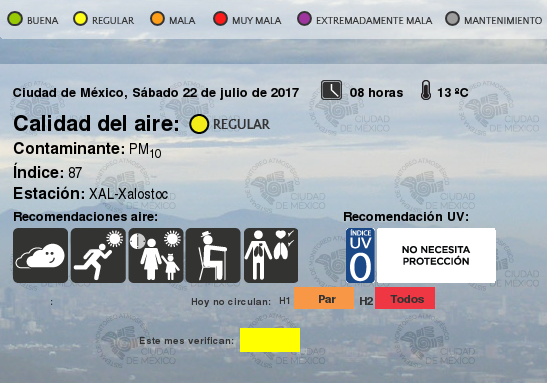 BUENA REGULAR MALA MUY MALA EXTREMADAMENTE MALA MANTENIMIENTO
Ciudad de México, Sábado 22 de julio de 2017 08 horas 13 ºC
Calidad del aire: REGULAR
Contaminante: PM10
Índice: 87
Estación: XAL-Xalostoc
Recomendaciones aire: Recomendación UV:
ÍNDICE
UV
0
NO NECESITA
PROTECCIÓN
: Hoy no circulan: H1 Par H2 Todos
Este mes verifican:
CIUDAD
DE MÉXICO